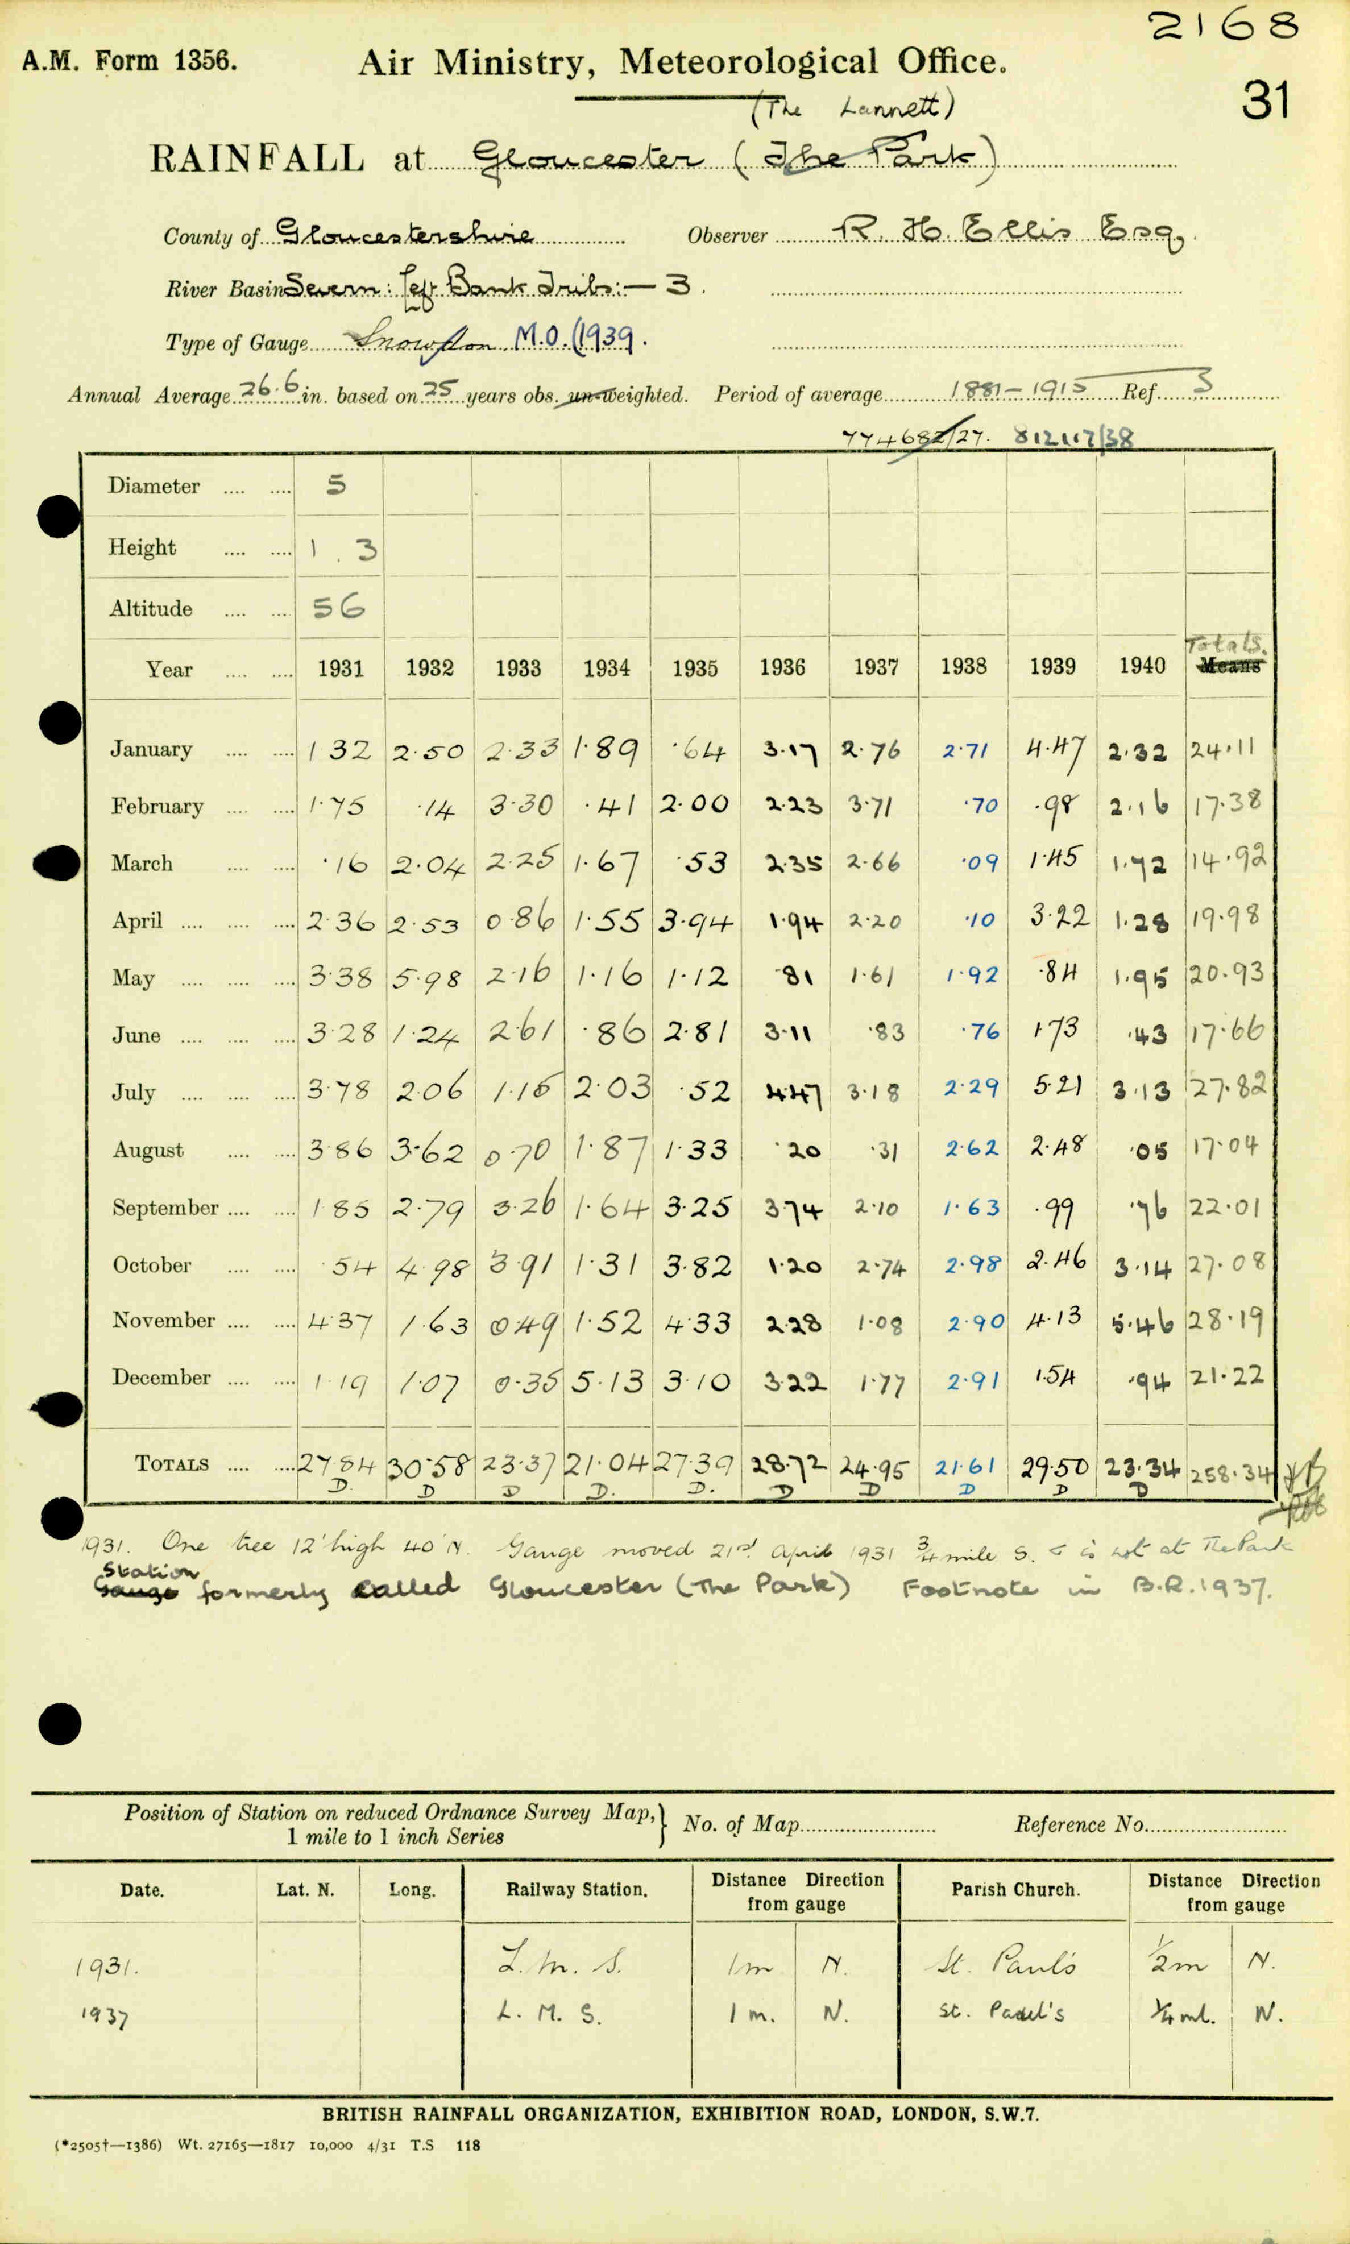 2168
A.M. Form 1356. Air Ministry, Meteorological Office.
31
(The Lannett)
RAINFALL at Gloucester (The Park)
County of Gloucestershire Observer R. H. Ellis Esq.
River Basin Severn: Left Bank Tribs:— 3.
Type of Gauge Snowdon M.O. (1939.
Annual Average 26.6 in. based on 25 years obs. un-weighted. Period of average 1881–1915 Ref. 3
774682/27. 812117/38
Diameter .... .... 5
Height .... .... 1 . 3
Altitude .... .... 56
Totals.
Year .... .... 1931 1932 1933 1934 1935 1936 1937 1938 1939 1940 Means
January .... .... 1 32 2·50 2·33 1·89 ·64 3·17 2·76 2·71 4·47 2·32 24·11
February .... .... 1·75 ·14 3·30 ·41 2·00 2·23 3·71 ·70 ·98 2·16 17·38
March .... .... ·16 2·04 2·25 1·67 ·53 2·35 2·66 ·09 1·45 1·72 14·92
April .... .... .... 2·36 2·53 0·86 1·55 3·94 1·94 2·20 ·10 3·22 1·28 19·98
May .... .... .... 3·38 5·98 2·16 1·16 1·12 ·81 1·61 1·92 ·84 1·95 20·93
June .... .... .... 3·28 1·24 2·61 ·86 2·81 3·11 ·83 ·76 1·73 ·43 17·66
July .... .... .... 3·78 2·06 1·15 2·03 ·52 4·47 3·18 2·29 5·21 3·13 27·82
August .... .... 3·86 3·62 0·70 1·87 1·33 ·20 ·31 2·62 2·48 ·05 17·04
September .... .... 1·85 2·79 3·26 1·64 3·25 3·74 2·10 1·63 ·99 ·76 22·01
October .... .... ·54 4·98 3·91 1·31 3·82 1·20 2·74 2·98 2·46 3·14 27·08
November .... .... 4·37 1·63 0·49 1·52 4·33 2·28 1·08 2·90 4·13 5·46 28·19
December .... .... 1·19 1·07 0·35 5·13 3·10 3·22 1·77 2·91 1·54 ·94 21·22
TOTALS .... .... 27·84 30·58 23·37 21·04 27·39 28·72 24·95 21·61 29·50 23·34 258·34
D. D D D. D. D D D D D
1931. One tree 12' high 40' N. Gauge moved 21st April 1931 3/4 mile S. & is not at The Park
Station
Gauge formerly called Gloucester (The Park) Footnote in B.R. 1937.
Position of Station on reduced Ordnance Survey Map,} No. of Map Reference No.
1 mile to 1 inch Series
Date. Lat. N. Long. Railway Station. Distance Direction from gauge Parish Church. Distance Direction from gauge
1931. L. M. S. 1m N. St. Paul's 1/2 m N.
1937 L. M. S. 1 m. N. St. Paul's 1/4 ml. N.
BRITISH RAINFALL ORGANIZATION, EXHIBITION ROAD, LONDON, S.W.7.
(*2505†—1386) Wt. 27165—1817 10,000 4/31 T.S 118